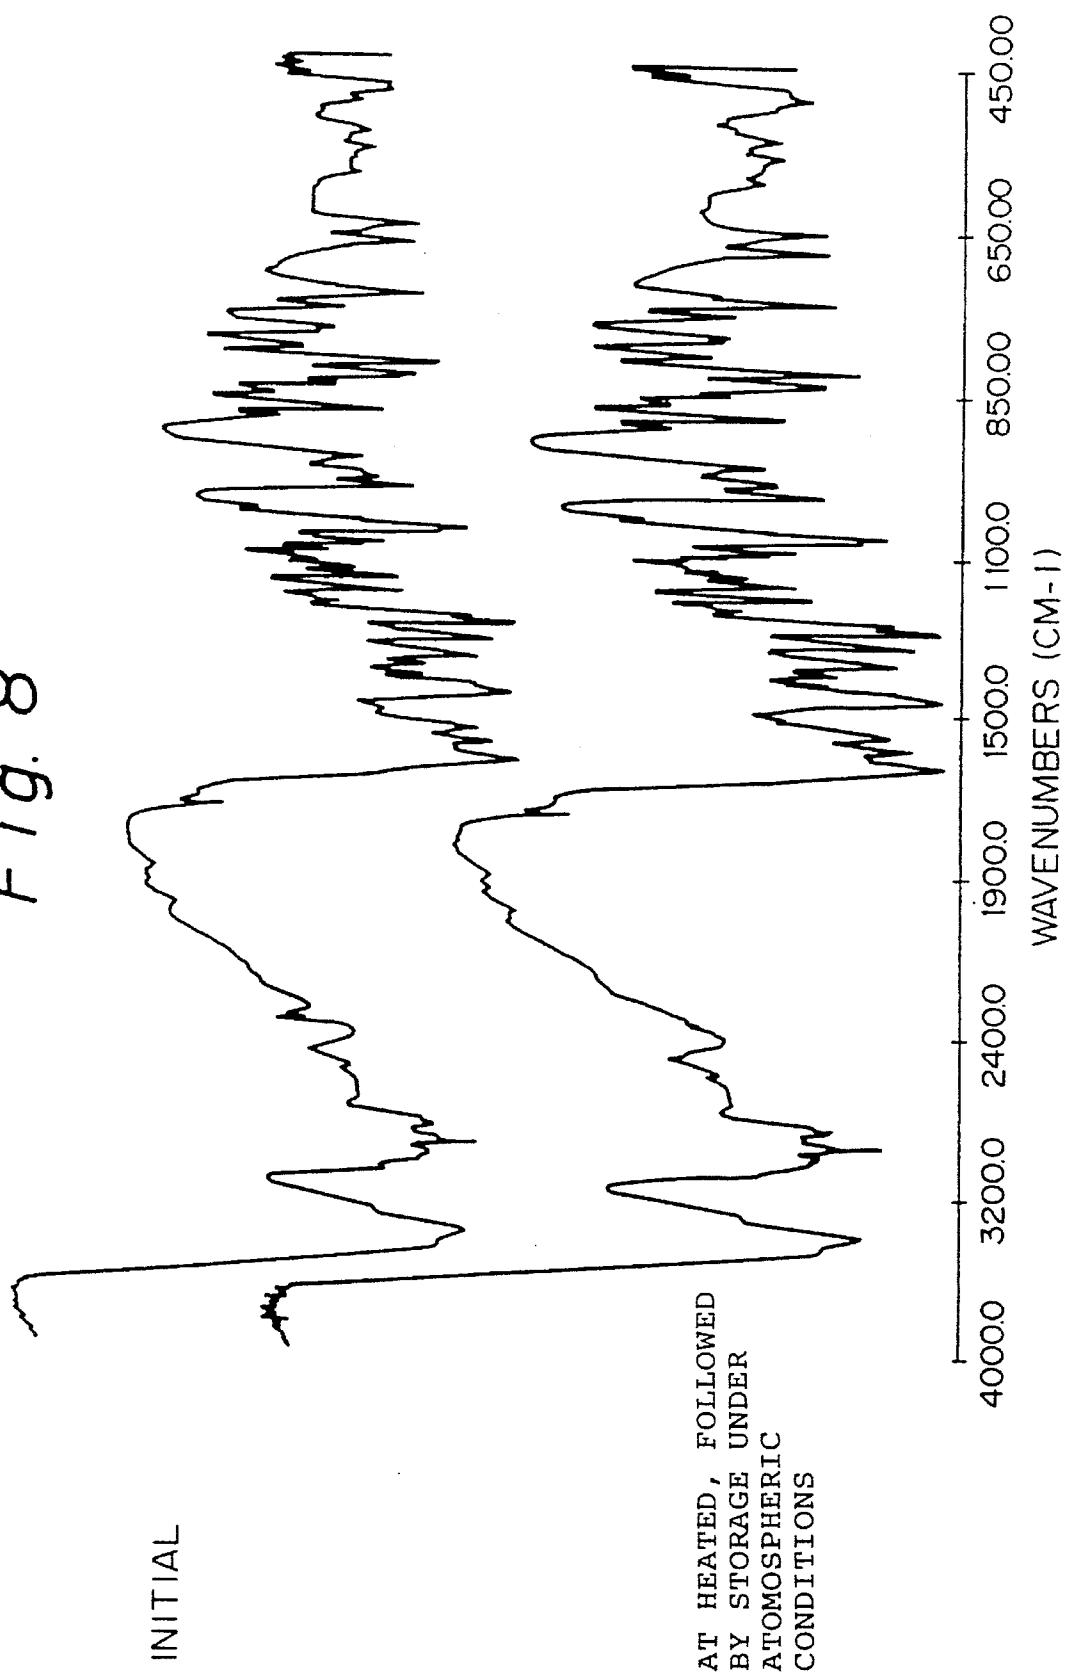 Fig. 8
INITIAL
AT HEATED, FOLLOWED
BY STORAGE UNDER
ATOMOSPHERIC
CONDITIONS
4000.0 3200.0 2400.0 1900.0 1500.0 1100.0 850.00 650.00 450.00
WAVENUMBERS (CM-1)